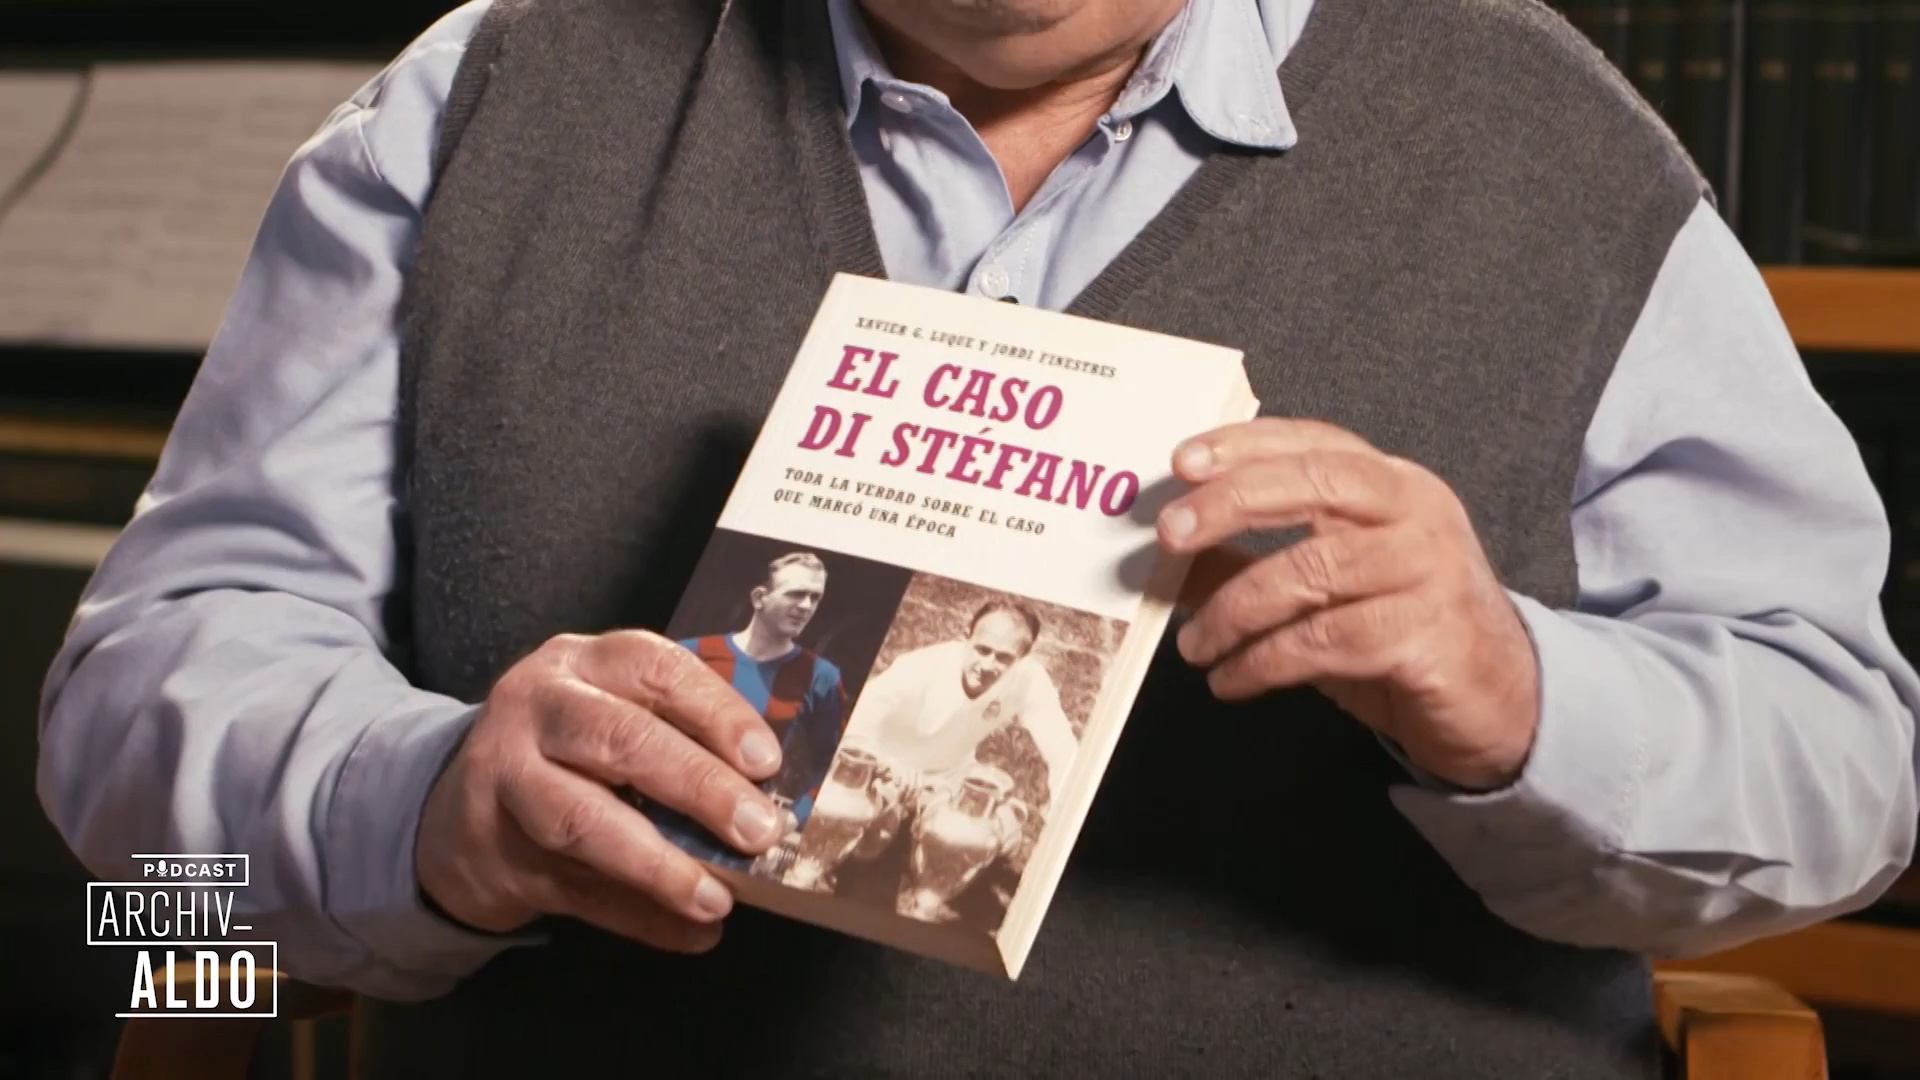 XAVIER G. LUQUE Y JORDI FINESTRES
EL CASO
DI STÉFANO
TODA LA VERDAD SOBRE EL CASO
QUE MARCÓ UNA ÉPOCA
PODCAST
ARCHIV_
ALDO